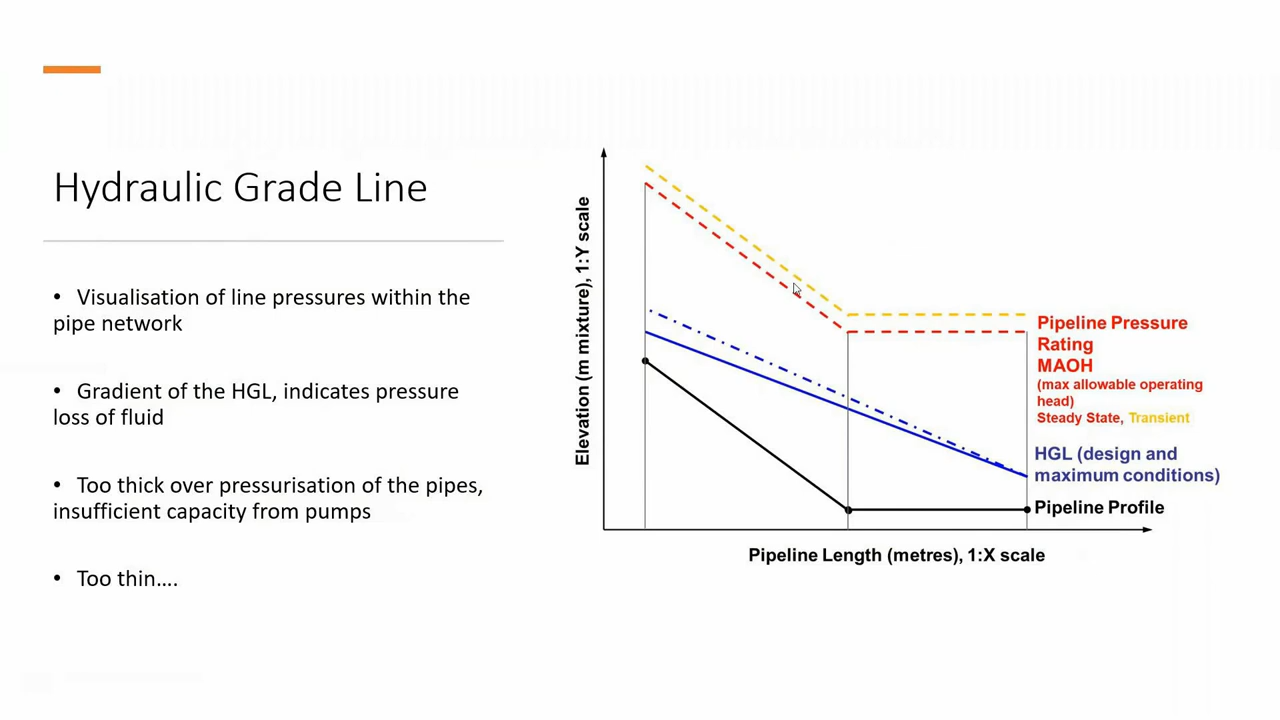 Hydraulic Grade Line
• Visualisation of line pressures within the
pipe network
• Gradient of the HGL, indicates pressure
loss of fluid
• Too thick over pressurisation of the pipes,
insufficient capacity from pumps
• Too thin....
Elevation (m mixture), 1:Y scale
Pipeline Pressure
Rating
MAOH
(max allowable operating
head)
Steady State, Transient
HGL (design and
maximum conditions)
Pipeline Profile
Pipeline Length (metres), 1:X scale